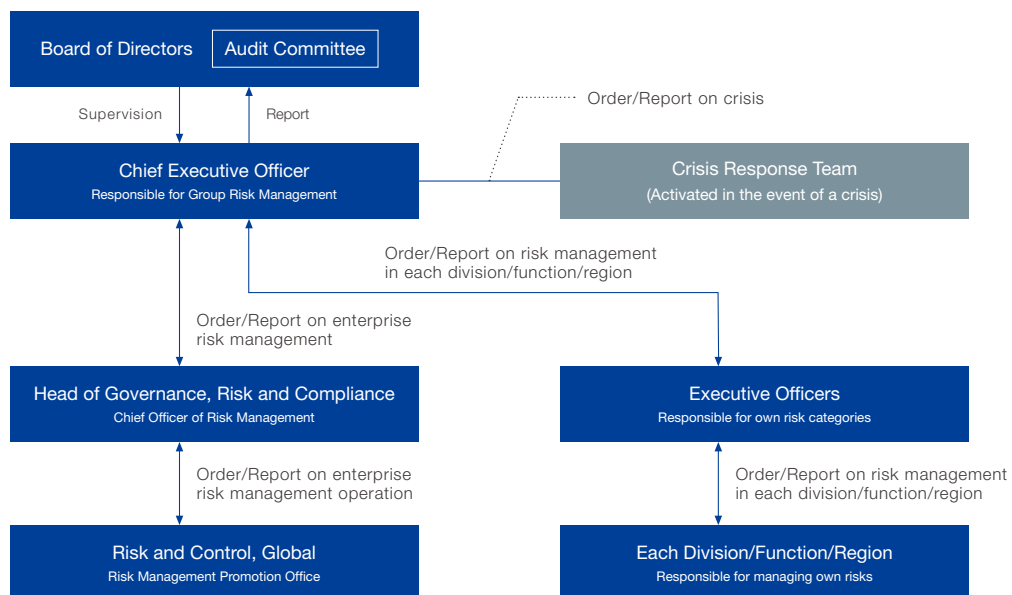 Board of Directors
Audit Committee
Supervision
Report
Order/Report on crisis
Chief Executive Officer
Responsible for Group Risk Management
Crisis Response Team
(Activated in the event of a crisis)
Order/Report on risk management
in each division/function/region
Order/Report on enterprise
risk management
Head of Governance, Risk and Compliance
Chief Officer of Risk Management
Executive Officers
Responsible for own risk categories
Order/Report on enterprise
risk management operation
Order/Report on risk management
in each division/function/region
Risk and Control, Global
Risk Management Promotion Office
Each Division/Function/Region
Responsible for managing own risks